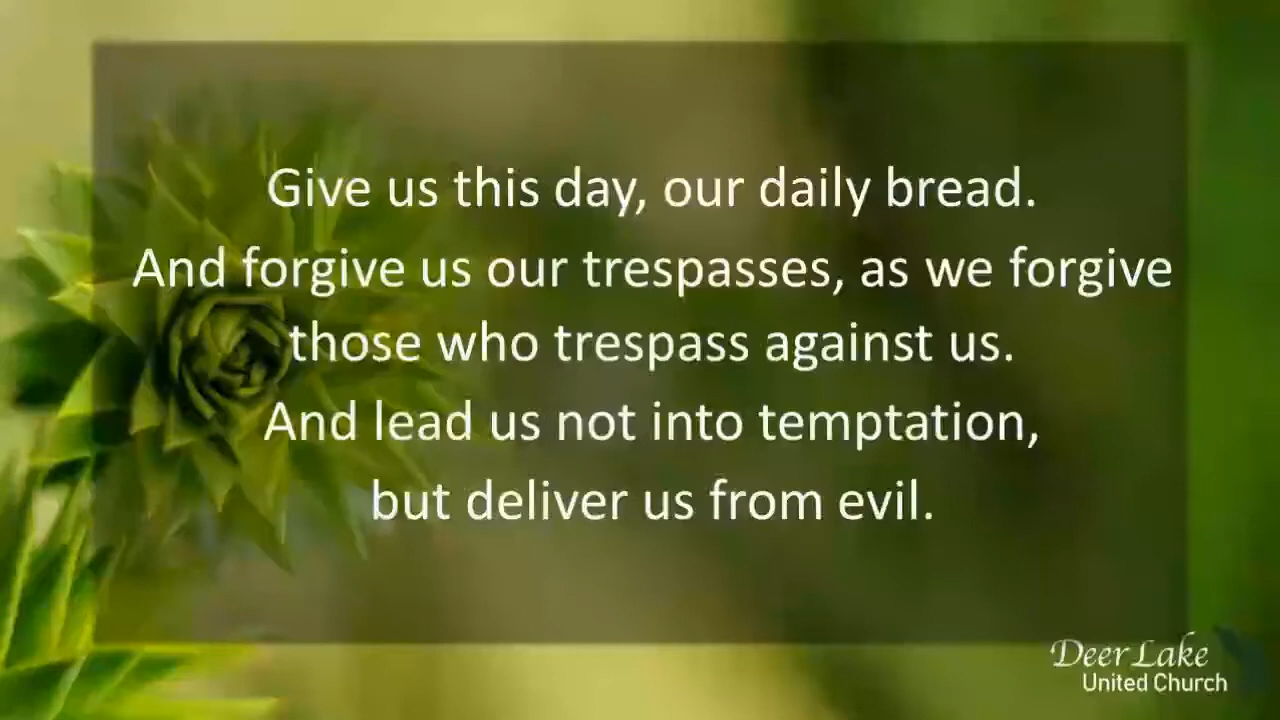 Give us this day, our daily bread.
And forgive us our trespasses, as we forgive
those who trespass against us.
And lead us not into temptation,
but deliver us from evil.
Deer Lake
United Church